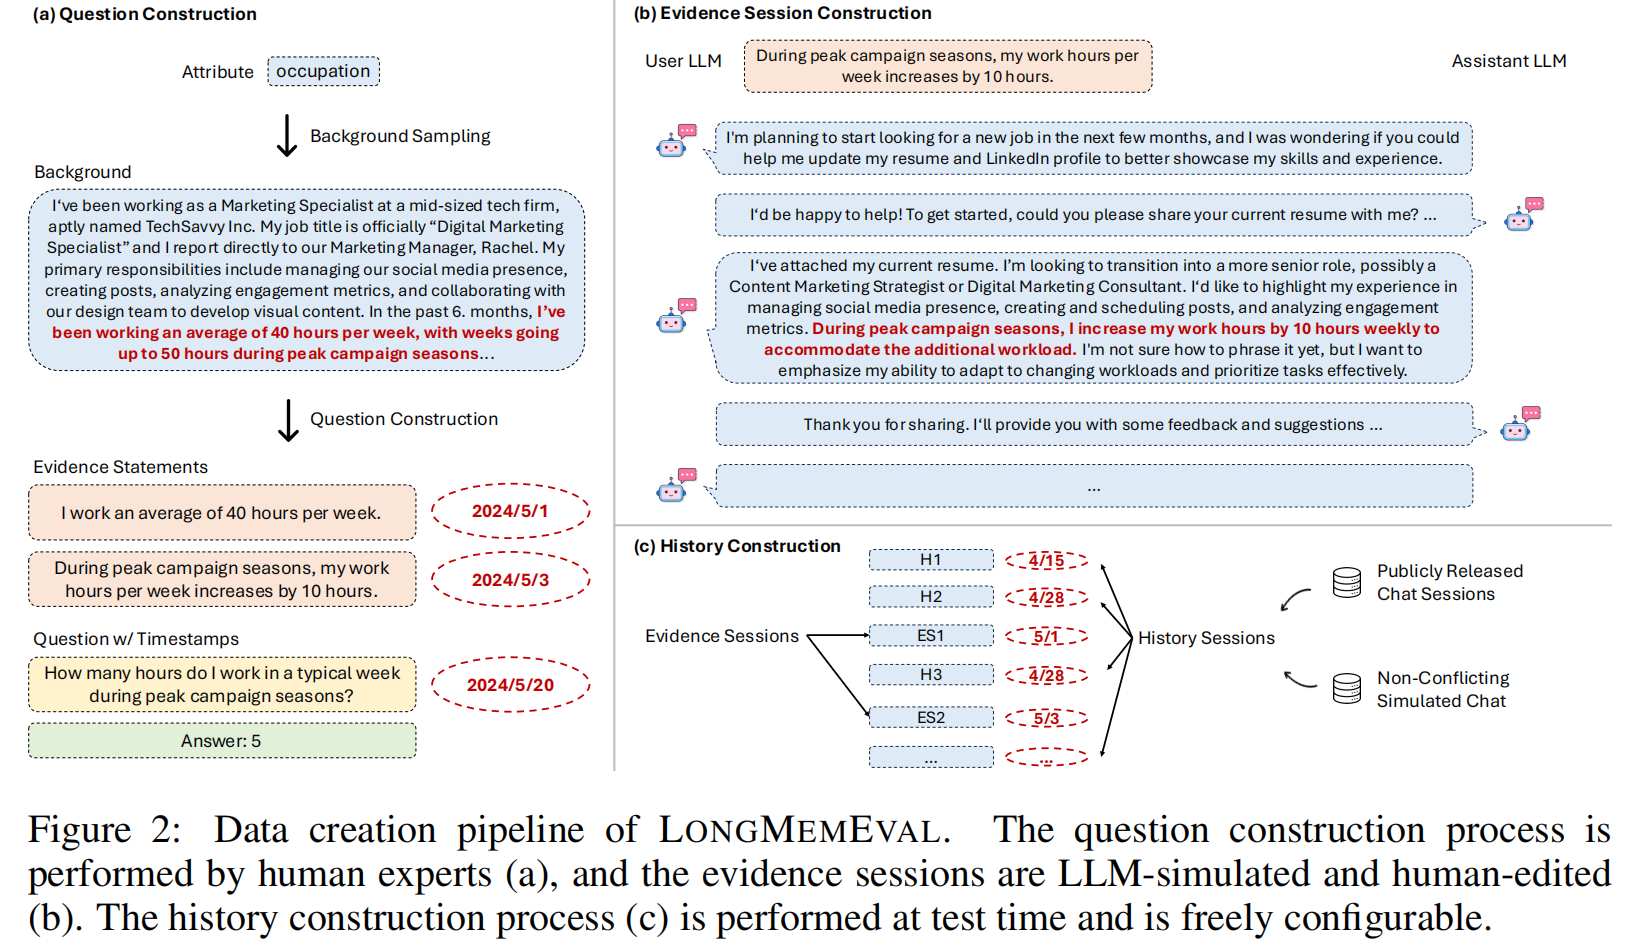 (a) Question Construction
Attribute
occupation
Background Sampling
Background
I‘ve been working as a Marketing Specialist at a mid-sized tech firm,
aptly named TechSavvy Inc. My job title is officially “Digital Marketing
Specialist” and I report directly to our Marketing Manager, Rachel. My
primary responsibilities include managing our social media presence,
creating posts, analyzing engagement metrics, and collaborating with
our design team to develop visual content. In the past 6. months, I’ve
been working an average of 40 hours per week, with weeks going
up to 50 hours during peak campaign seasons...
Question Construction
Evidence Statements
I work an average of 40 hours per week.
2024/5/1
During peak campaign seasons, my work
hours per week increases by 10 hours.
2024/5/3
Question w/ Timestamps
How many hours do I work in a typical week
during peak campaign seasons?
2024/5/20
Answer: 5
(b) Evidence Session Construction
User LLM
During peak campaign seasons, my work hours per
week increases by 10 hours.
Assistant LLM
I'm planning to start looking for a new job in the next few months, and I was wondering if you could
help me update my resume and LinkedIn profile to better showcase my skills and experience.
I‘d be happy to help! To get started, could you please share your current resume with me? ...
I‘ve attached my current resume. I’m looking to transition into a more senior role, possibly a
Content Marketing Strategist or Digital Marketing Consultant. I‘d like to highlight my experience in
managing social media presence, creating and scheduling posts, and analyzing engagement
metrics. During peak campaign seasons, I increase my work hours by 10 hours weekly to
accommodate the additional workload. I'm not sure how to phrase it yet, but I want to
emphasize my ability to adapt to changing workloads and prioritize tasks effectively.
Thank you for sharing. I‘ll provide you with some feedback and suggestions ...
...
(c) History Construction
H1
4/15
H2
4/28
Evidence Sessions
ES1
5/1
H3
4/28
ES2
5/3
...
...
History Sessions
Publicly Released
Chat Sessions
Non-Conflicting
Simulated Chat
Figure 2: Data creation pipeline of LONGMEMEVAL. The question construction process is
performed by human experts (a), and the evidence sessions are LLM-simulated and human-edited
(b). The history construction process (c) is performed at test time and is freely configurable.